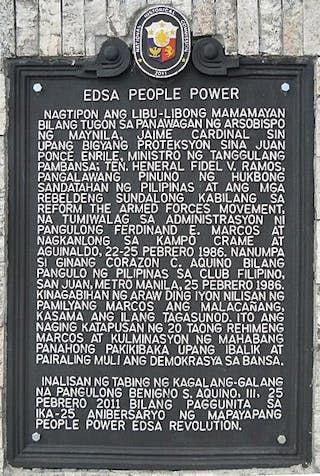 NATIONAL HISTORICAL COMMISSION
2011
EDSA PEOPLE POWER
NAGTIPON ANG LIBU-LIBONG MAMAMAYAN
BILANG TUGON SA PANAWAGAN NG ARSOBISPO
NG MAYNILA, JAIME CARDINAL SIN
UPANG BIGYANG PROTEKSYON SINA JUAN
PONCE ENRILE, MINISTRO NG TANGGULANG
PAMBANSA; TEN. HENERAL FIDEL V. RAMOS,
PANGALAWANG PINUNO NG HUKBONG
SANDATAHAN NG PILIPINAS AT ANG MGA
REBELDENG SUNDALONG KABILANG SA
REFORM THE ARMED FORCES MOVEMENT,
NA TUMIWALAG SA ADMINISTRASYON NI
PANGULONG FERDINAND E. MARCOS AT
NAGKANLONG SA KAMPO CRAME AT
AGUINALDO, 22-25 PEBRERO 1986. NANUMPA
SI GINANG CORAZON C. AQUINO BILANG
PANGULO NG PILIPINAS SA CLUB FILIPINO,
SAN JUAN, METRO MANILA, 25 PEBRERO 1986.
KINAGABIHAN NG ARAW DING IYON NILISAN NG
PAMILYANG MARCOS ANG MALACAÑANG,
KASAMA ANG ILANG TAGASUNOD. ITO ANG
NAGING KATAPUSAN NG 20 TAONG REHIMENG
MARCOS AT KULMINASYON NG MAHABANG
PANAHONG PAKIKIBAKA UPANG IBALIK AT
PAIRALING MULI ANG DEMOKRASYA SA BANSA.
INALISAN NG TABING NG KAGALANG-GALANG
NA PANGULONG BENIGNO S. AQUINO, III, 25
PEBRERO 2011 BILANG PAGGUNITA SA
IKA-25 ANIBERSARYO NG MAPAYAPANG
PEOPLE POWER EDSA REVOLUTION.